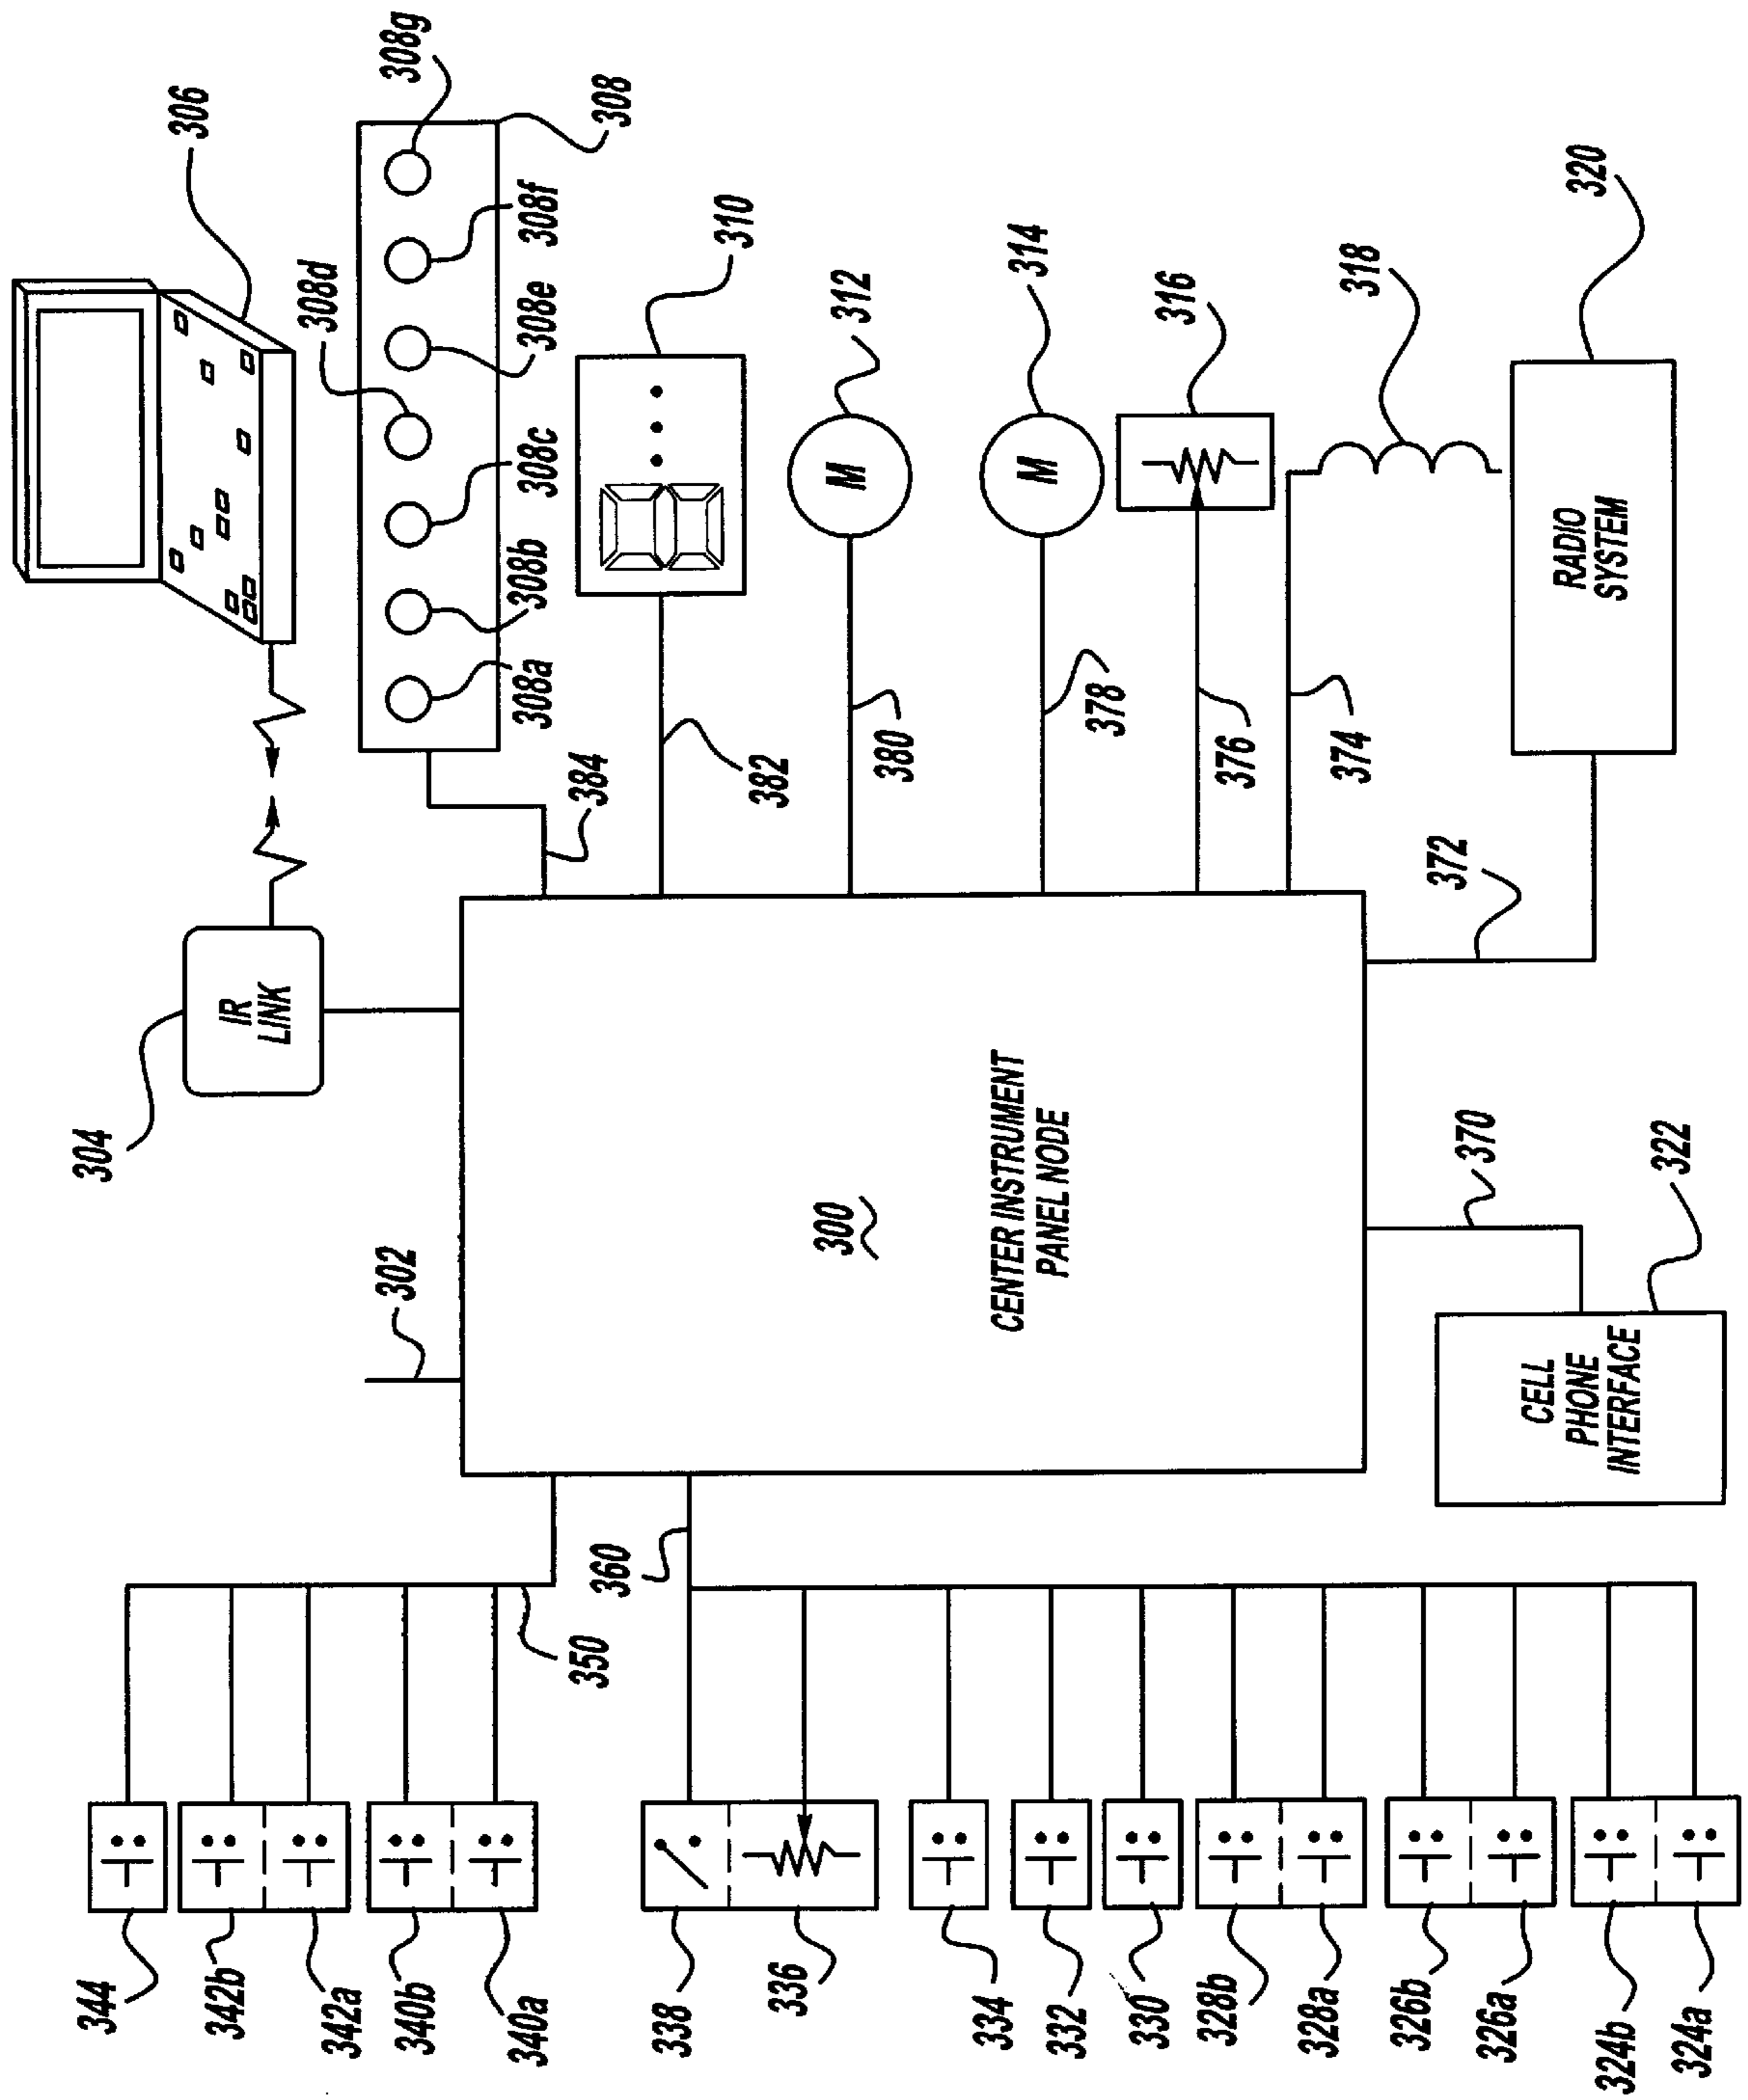 306
308g
308
308f
308d
308e
308c
308b
308a
310
312
314
316
318
320
304
IR
LINK
384
382
M
380
M
378
376
374
RADIO
SYSTEM
372
302
300
CENTER INSTRUMENT
PANEL NODE
370
322
CELL
PHONE
INTERFACE
350
360
344
342b
342a
340b
340a
338
336
334
332
330
328b
328a
326b
326a
324b
324a